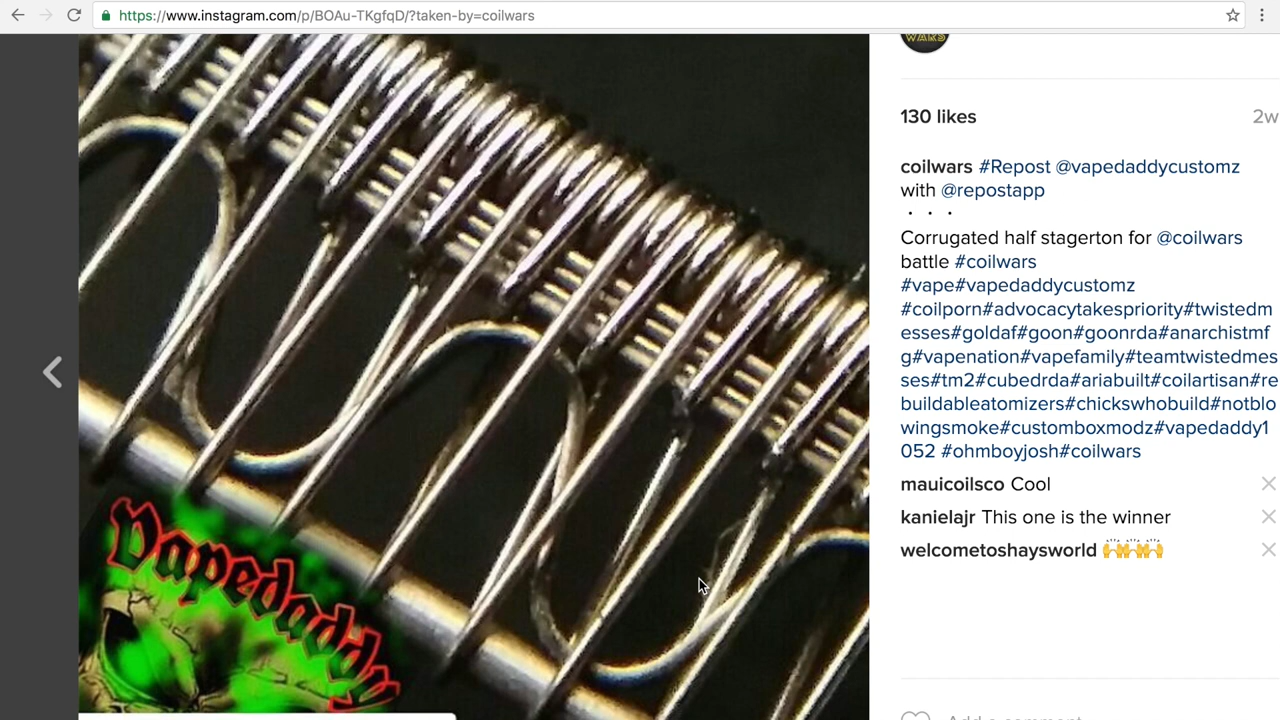 https://www.instagram.com/p/BOAu-TKgfqD/?taken-by=coilwars
WARS
130 likes
2w
coilwars #Repost @vapedaddycustomz
with @repostapp
・・・
Corrugated half stagerton for @coilwars
battle #coilwars
#vape#vapedaddycustomz
#coilporn#advocacytakespriority#twistedm
esses#goldaf#goon#goonrda#anarchistmf
g#vapenation#vapefamily#teamtwistedmes
ses#tm2#cubedrda#ariabuilt#coilartisan#re
buildableatomizers#chickswhobuild#notblo
wingsmoke#customboxmodz#vapedaddy1
052 #ohmboyjosh#coilwars
mauicoilsco Cool
kanielajr This one is the winner
welcometoshaysworld 🙌🙌🙌
Vapedaddy
Add a comment